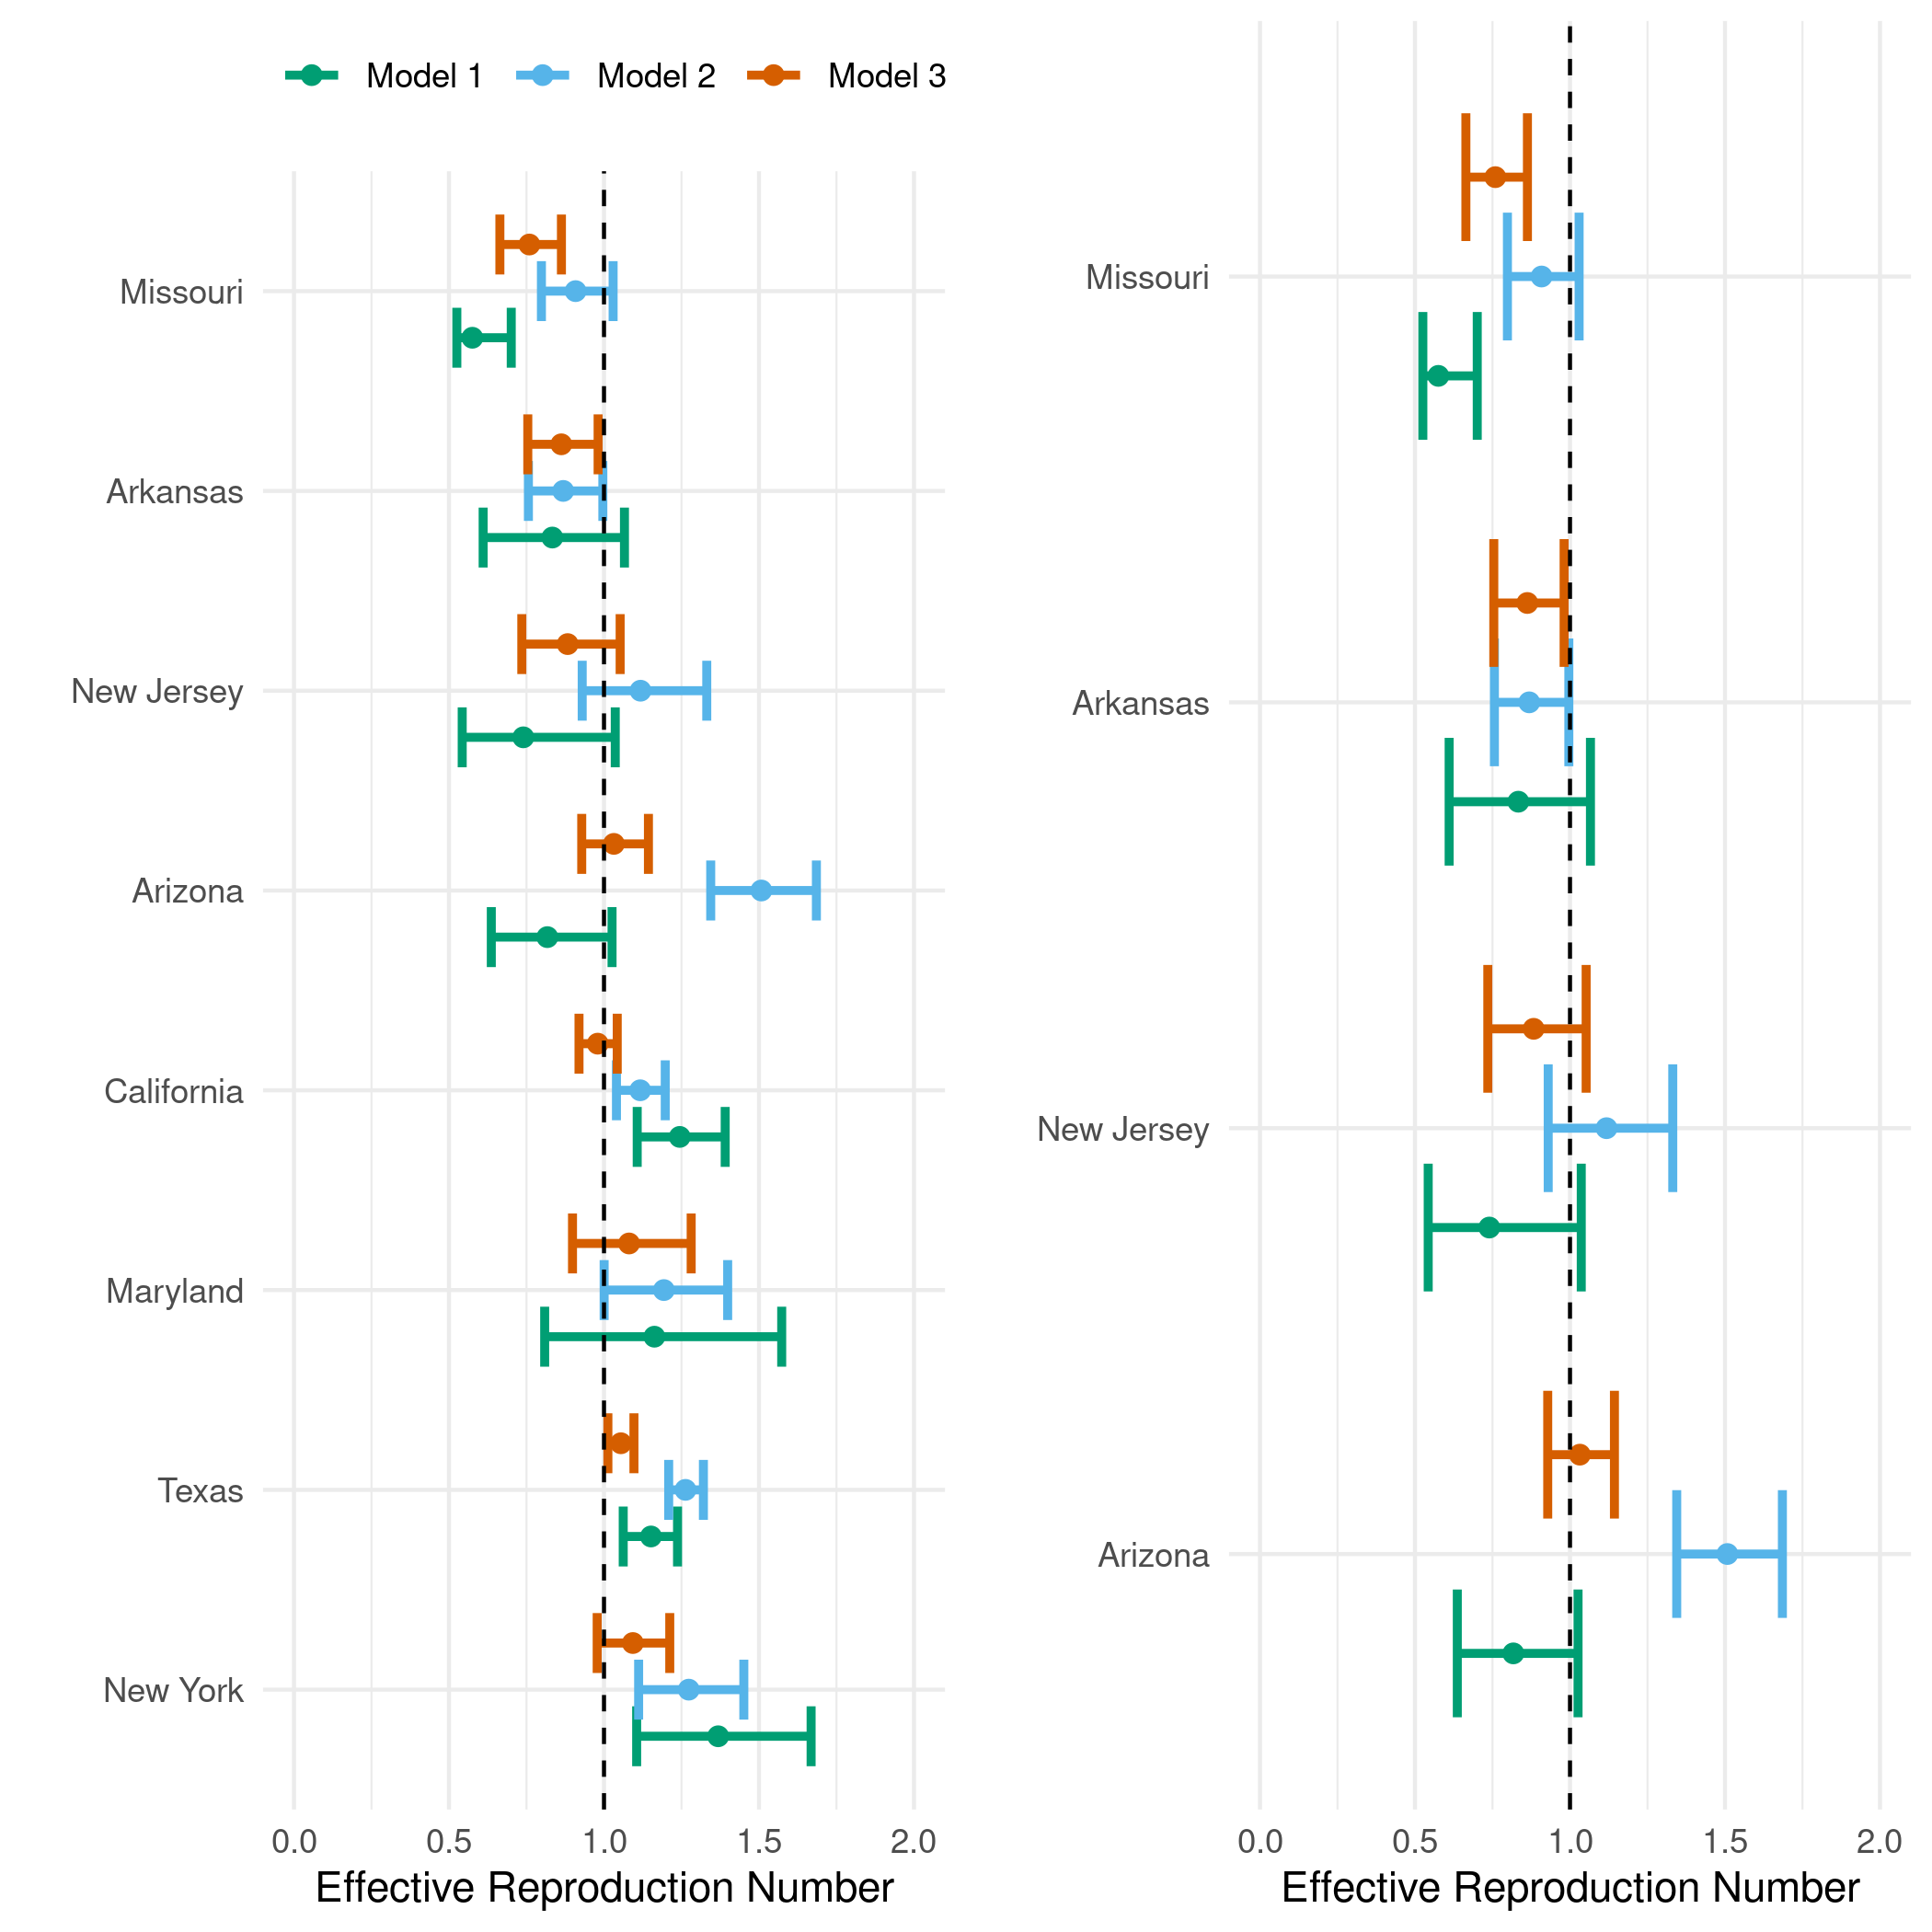 Model 1 Model 2 Model 3
Missouri
Arkansas
New Jersey
Arizona
California
Maryland
Texas
New York
0.0 0.5 1.0 1.5 2.0
Effective Reproduction Number
Missouri
Arkansas
New Jersey
Arizona
0.0 0.5 1.0 1.5 2.0
Effective Reproduction Number